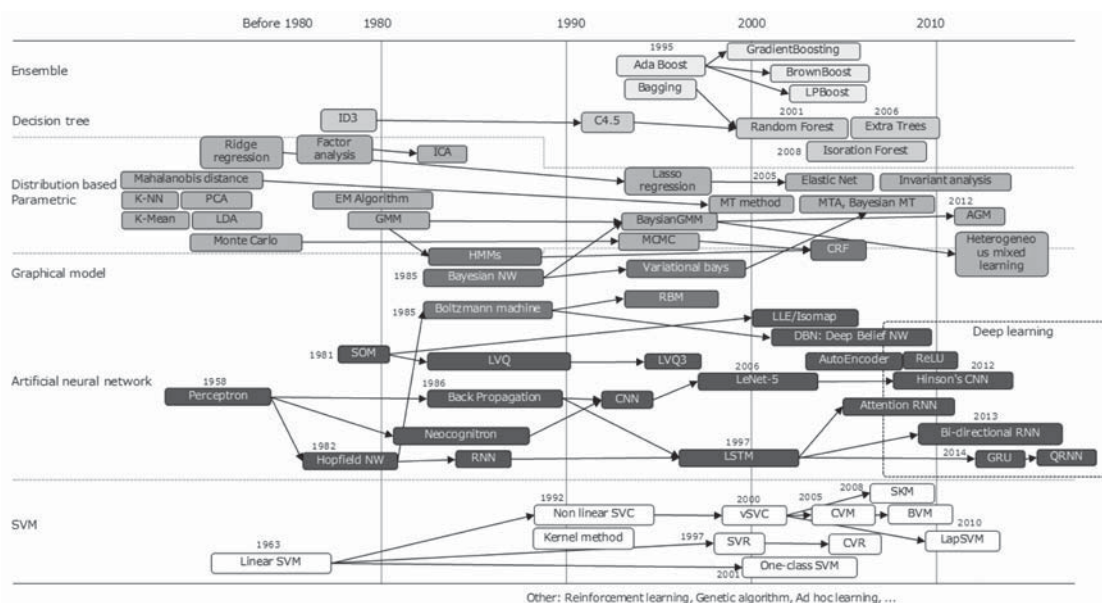 Before 1980
1980
1990
2000
2010
Ensemble
1995
Ada Boost
GradientBoosting
BrownBoost
LPBoost
Bagging
Decision tree
ID3
C4.5
2001
Random Forest
2006
Extra Trees
2008
Isoration Forest
Ridge
regression
Factor
analysis
ICA
Distribution based
Parametric
Mahalanobis distance
Lasso
regression
2005
Elastic Net
Invariant analysis
K-NN
PCA
EM Algorithm
MT method
MTA, Bayesian MT
2012
K-Mean
LDA
GMM
BaysianGMM
AGM
Monte Carlo
MCMC
CRF
Heterogeneo
us mixed
learning
Graphical model
HMMs
1985
Bayesian NW
Variational bays
1985
Boltzmann machine
RBM
LLE/Isomap
DBN: Deep Belief NW
Deep learning
1981
SOM
LVQ
LVQ3
AutoEncoder
ReLU
Artificial neural network
1958
Perceptron
1986
Back Propagation
CNN
2006
LeNet-5
2012
Hinson's CNN
Attention RNN
Neocognitron
2013
Bi-directional RNN
1982
Hopfield NW
RNN
1997
LSTM
2014
GRU
QRNN
SVM
1992
Non linear SVC
2000
vSVC
2005
CVM
2008
SKM
BVM
Kernel method
1997
SVR
CVR
2010
LapSVM
1963
Linear SVM
2001
One-class SVM
Other: Reinforcement learning, Genetic algorithm, Ad hoc learning, ...